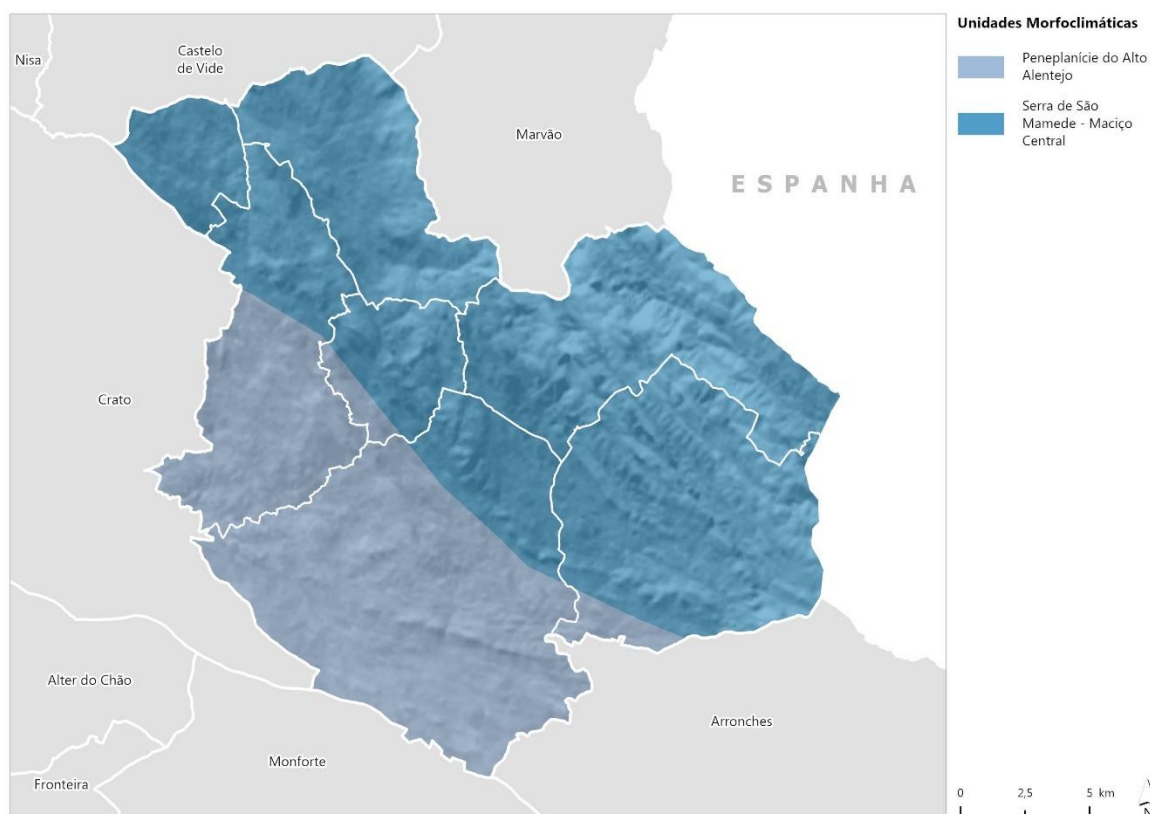 Unidades Morfoclimáticas
Peneplanície do Alto
Alentejo
Serra de São
Mamede - Maciço
Central
Nisa
Castelo
de Vide
Marvão
ESPANHA
Crato
Alter do Chão
Arronches
Monforte
Fronteira
0 2,5 5 km
N